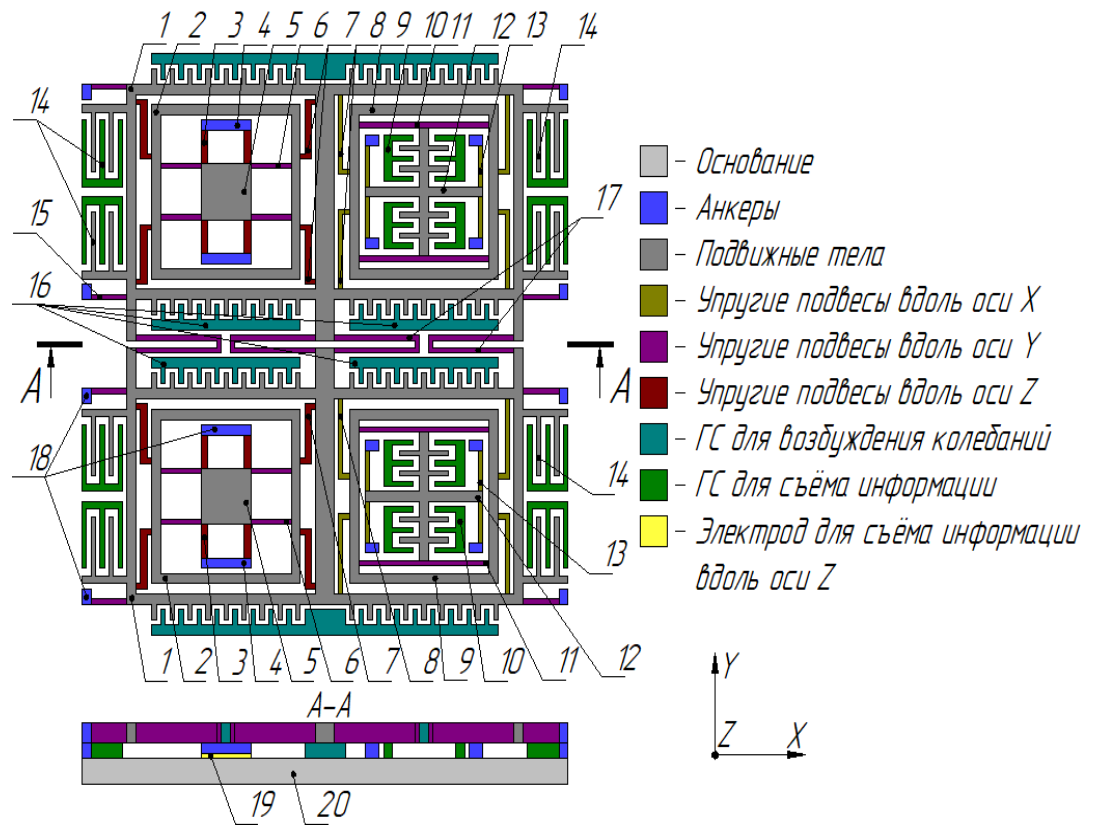 1 2 3 4 5 6 7 8 9 10 11 12 13 14
14
15
16
17
18
14
13
А А
1 2 3 4 5 6 7 8 9 10 11 12
А-А
19 20
– Основание
– Анкеры
– Подвижные тела
– Упругие подвесы вдоль оси X
– Упругие подвесы вдоль оси Y
– Упругие подвесы вдоль оси Z
– ГС для возбуждения колебаний
– ГС для съёма информации
– Электрод для съёма информации
вдоль оси Z
Y
Z X